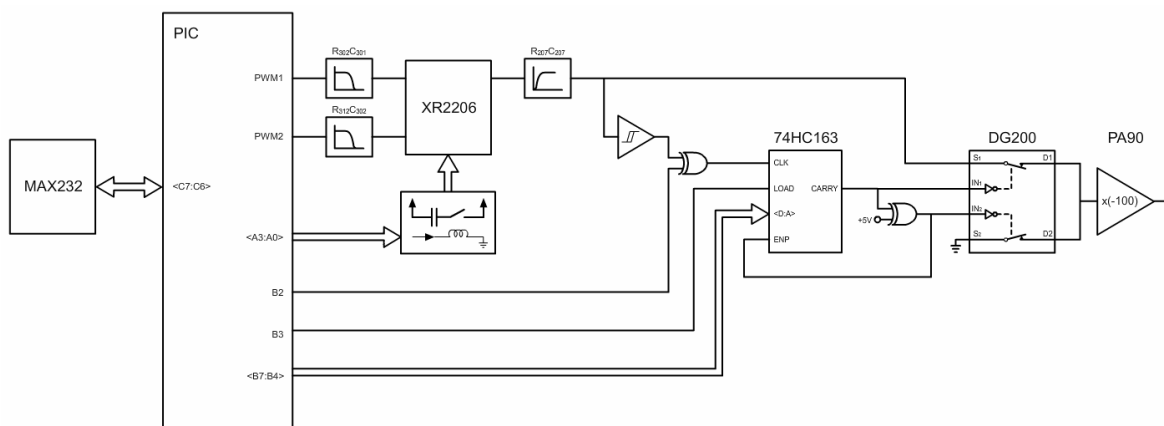 PIC
R302C301
R207C207
PWM1
XR2206
R312C302
PWM2
74HC163
DG200
PA90
MAX232
<C7:C6>
CLK
LOAD
CARRY
<D:A>
ENP
+5V
S1
D1
IN1
IN2
S2
D2
x(-100)
<A3:A0>
B2
B3
<B7:B4>